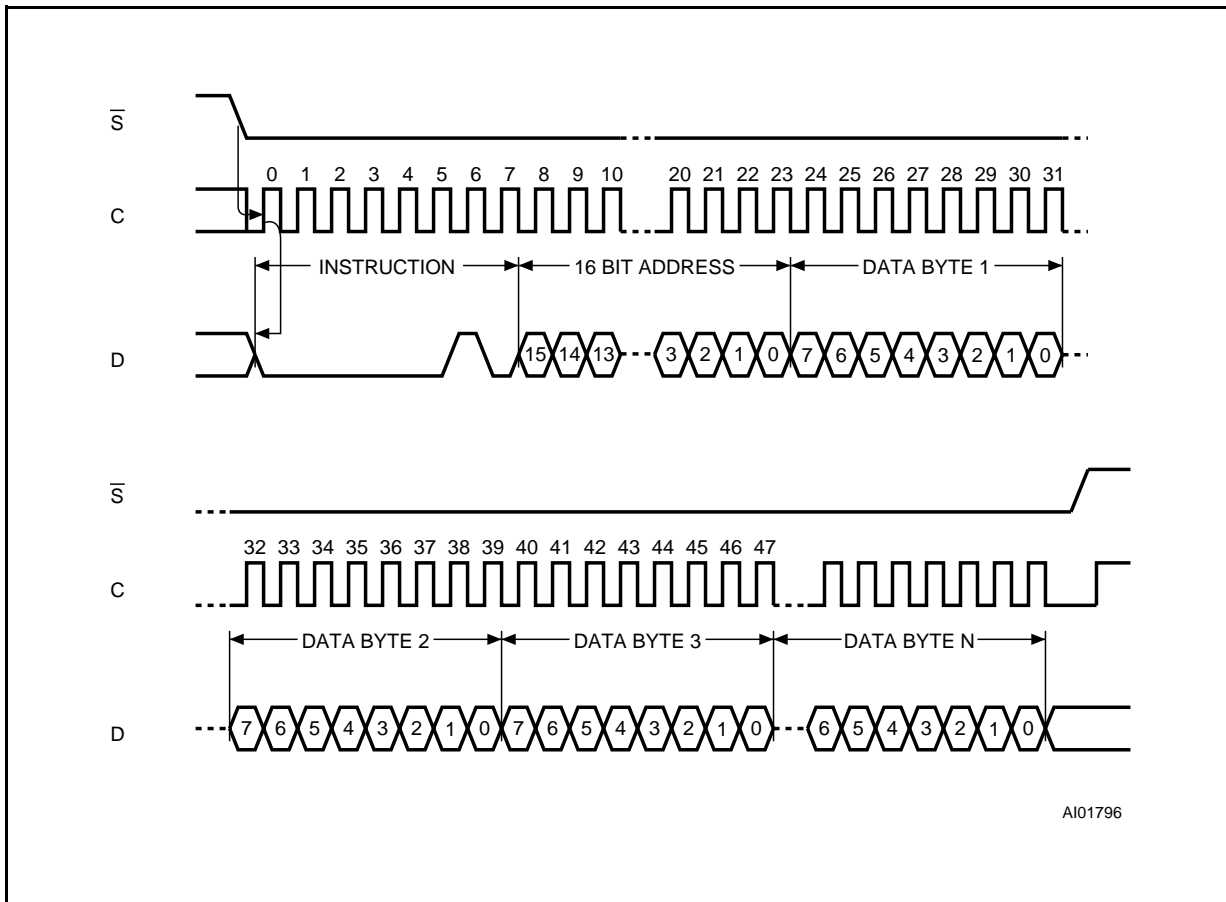 S̅
0 1 2 3 4 5 6 7 8 9 10 20 21 22 23 24 25 26 27 28 29 30 31
C
INSTRUCTION 16 BIT ADDRESS DATA BYTE 1
D 15 14 13 3 2 1 0 7 6 5 4 3 2 1 0
S̅
32 33 34 35 36 37 38 39 40 41 42 43 44 45 46 47
C
DATA BYTE 2 DATA BYTE 3 DATA BYTE N
D 7 6 5 4 3 2 1 0 7 6 5 4 3 2 1 0 6 5 4 3 2 1 0
AI01796